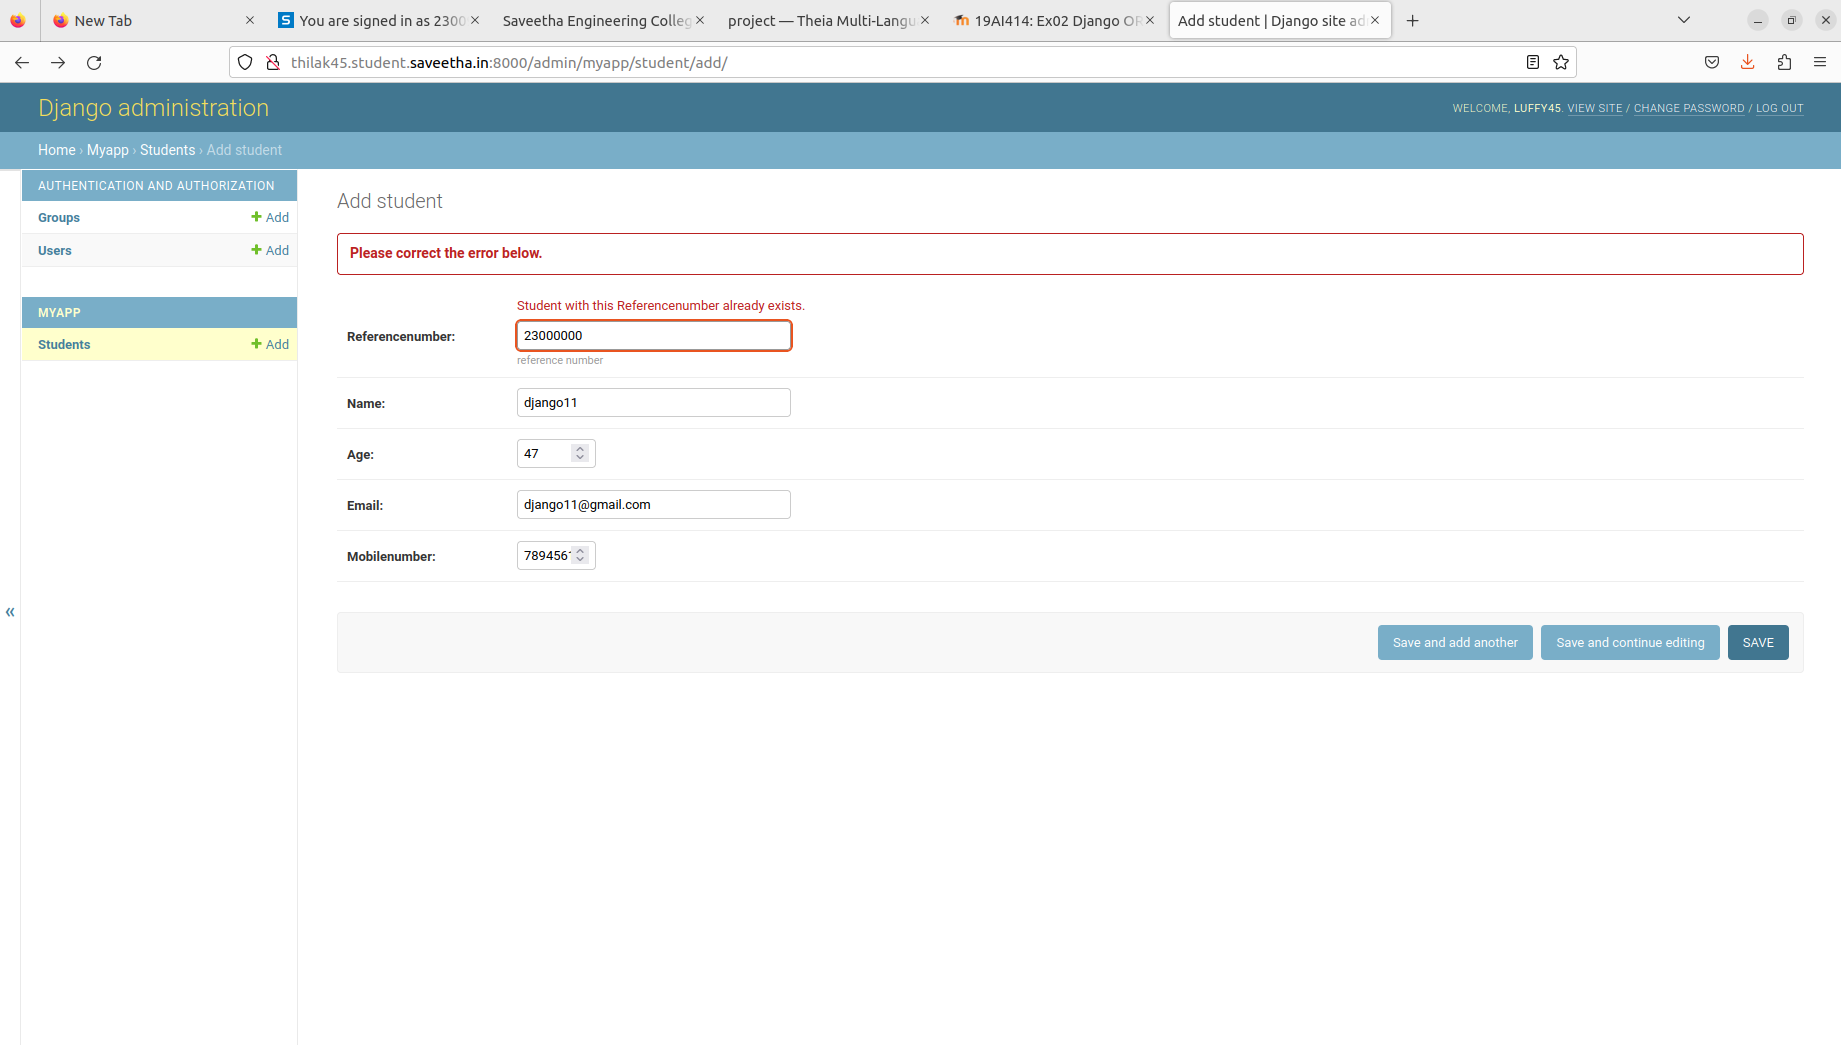 New Tab
You are signed in as 2300
Saveetha Engineering Colleg
project — Theia Multi-Langu
19AI414: Ex02 Django OR
Add student | Django site ad
thilak45.student.saveetha.in:8000/admin/myapp/student/add/
Django administration
WELCOME, LUFFY45. VIEW SITE / CHANGE PASSWORD / LOG OUT
Home › Myapp › Students › Add student
AUTHENTICATION AND AUTHORIZATION
Groups
Add
Users
Add
MYAPP
Students
Add
«
Add student
Please correct the error below.
Student with this Referencenumber already exists.
Referencenumber:
23000000
reference number
Name:
django11
Age:
47
Email:
django11@gmail.com
Mobilenumber:
789456
Save and add another
Save and continue editing
SAVE